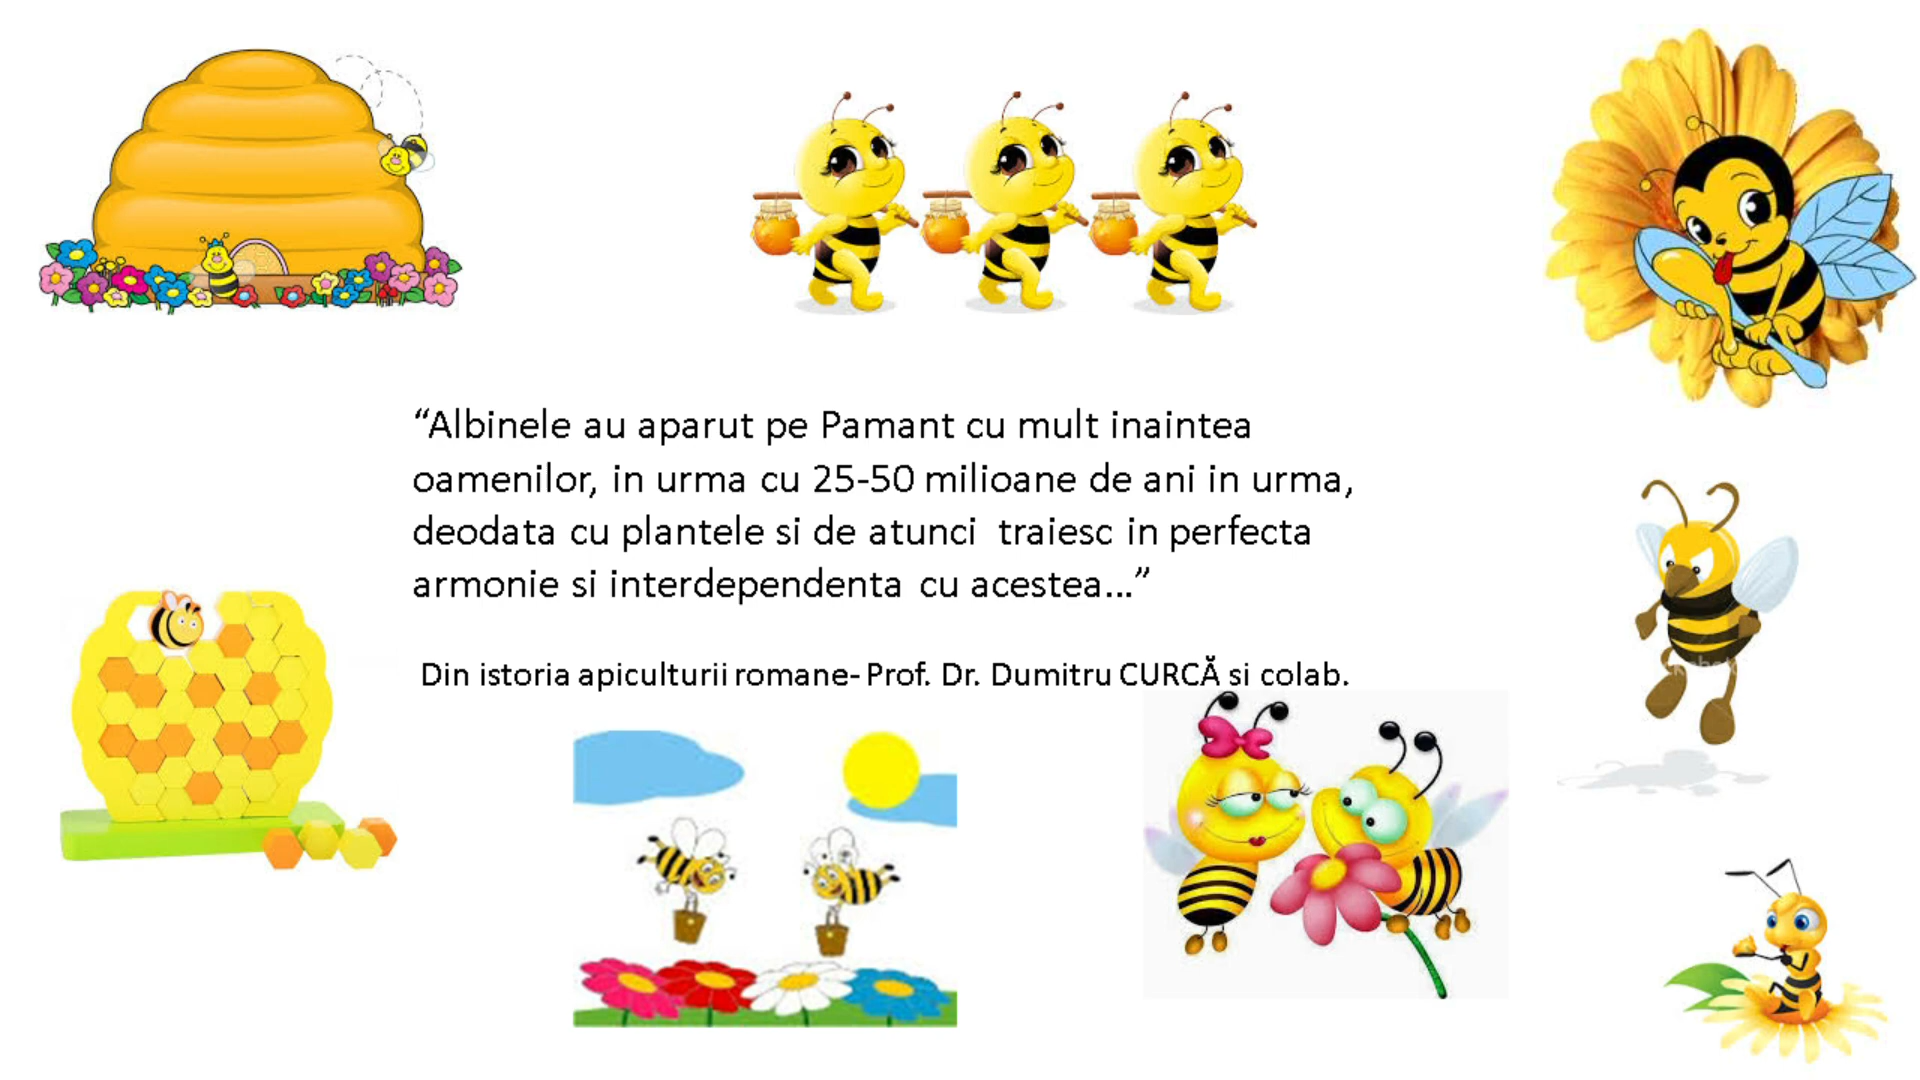 “Albinele au aparut pe Pamant cu mult inaintea
oamenilor, in urma cu 25-50 milioane de ani in urma,
deodata cu plantele si de atunci traiesc in perfecta
armonie si interdependenta cu acestea...”
Din istoria apiculturii romane- Prof. Dr. Dumitru CURCĂ si colab.